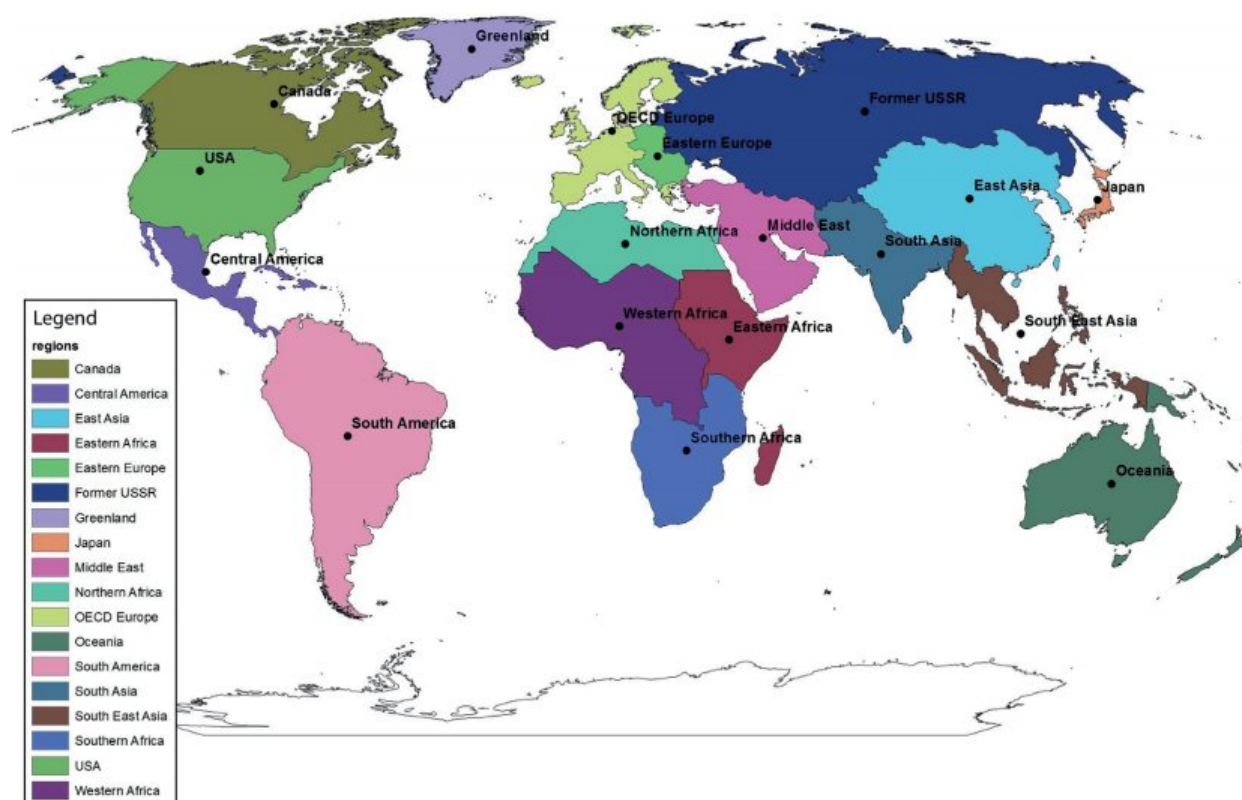 Greenland
Canada
Former USSR
OECD Europe
Eastern Europe
USA
East Asia
Japan
Northern Africa
Middle East
South Asia
Central America
Western Africa
Eastern Africa
South East Asia
South America
Southern Africa
Oceania
Legend
regions
Canada
Central America
East Asia
Eastern Africa
Eastern Europe
Former USSR
Greenland
Japan
Middle East
Northern Africa
OECD Europe
Oceania
South America
South Asia
South East Asia
Southern Africa
USA
Western Africa